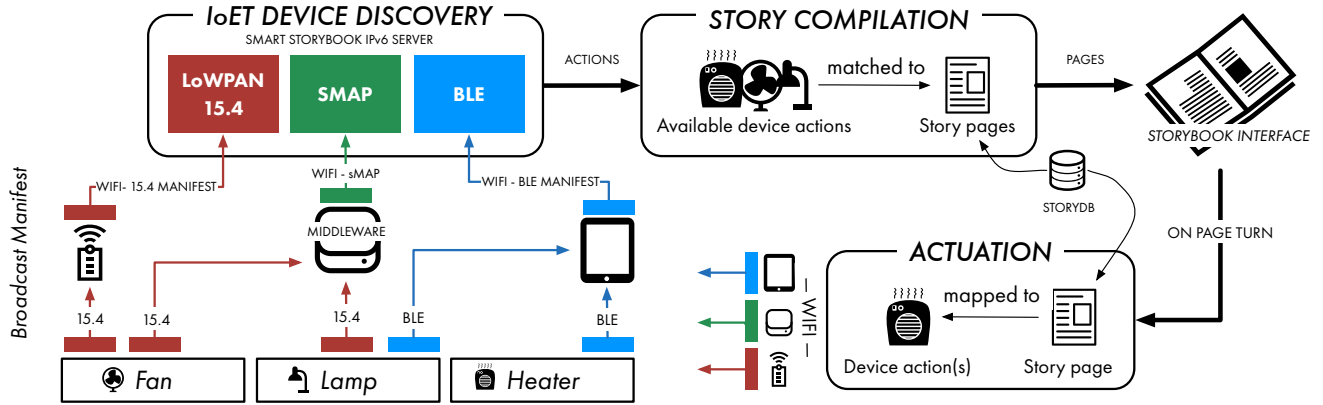 IoET DEVICE DISCOVERY
SMART STORYBOOK IPv6 SERVER
LoWPAN
15.4
SMAP
BLE
ACTIONS
STORY COMPILATION
matched to
Available device actions
Story pages
PAGES
STORYBOOK INTERFACE
Broadcast Manifest
WIFI- 15.4 MANIFEST
WIFI - sMAP
WIFI - BLE MANIFEST
MIDDLEWARE
15.4
15.4
15.4
BLE
BLE
Fan
Lamp
Heater
STORYDB
ON PAGE TURN
— WIFI —
ACTUATION
mapped to
Device action(s)
Story page